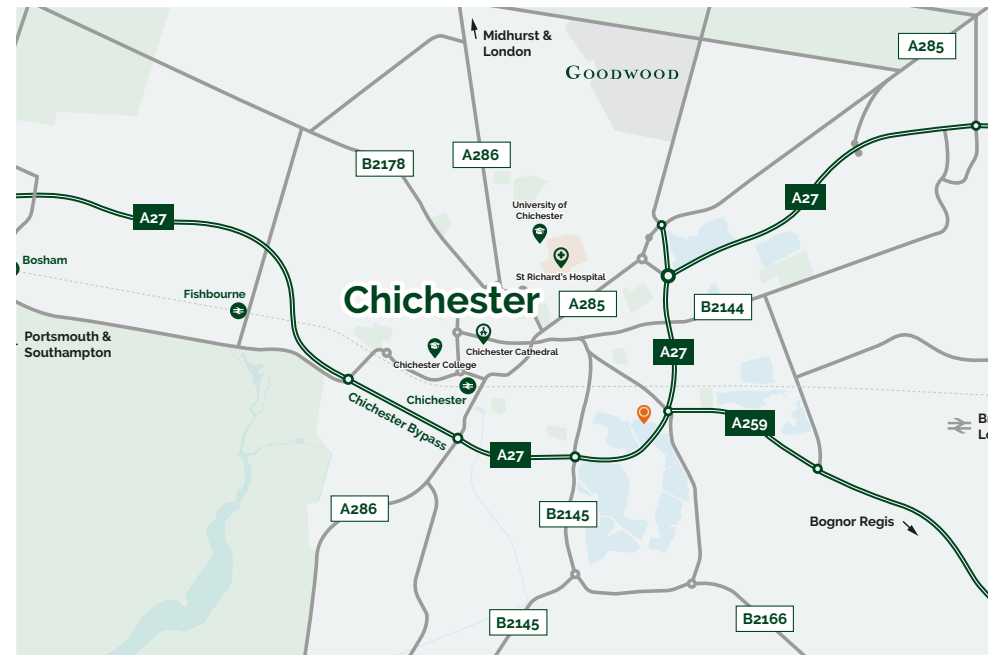 Midhurst &
London
A285
GOODWOOD
B2178
A286
A27
A27
University of
Chichester
St Richard's Hospital
Bosham
Fishbourne
Chichester
A285
B2144
Portsmouth &
Southampton
Chichester Cathedral
Chichester College
A27
Chichester
Chichester Bypass
A259
A27
A286
B2145
Bognor Regis
B2145
B2166